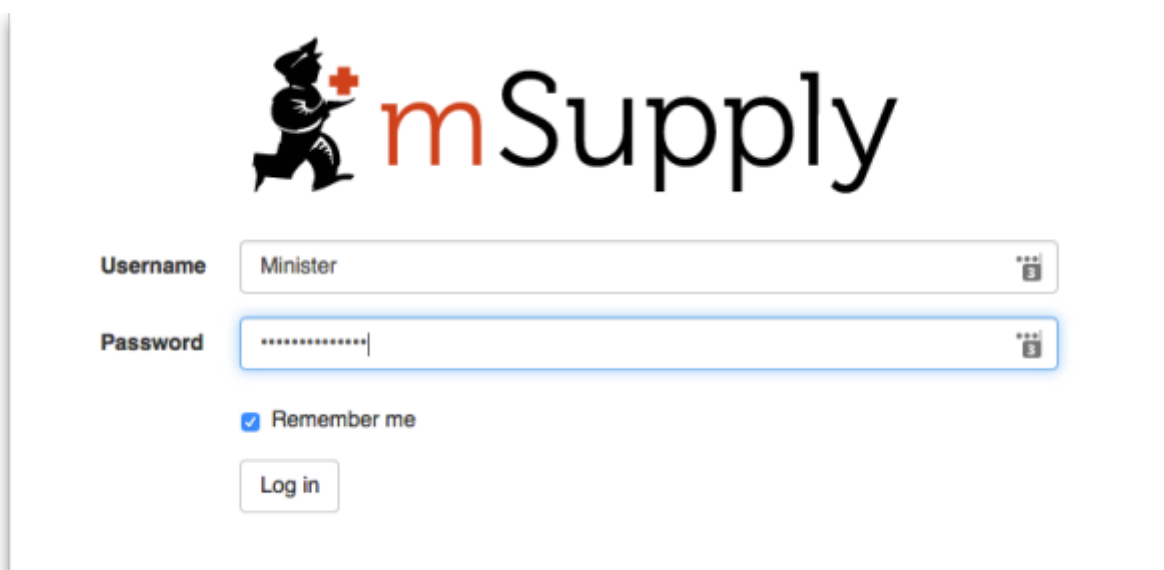 mSupply
Username Minister
Password ••••••••••••••
Remember me
Log in